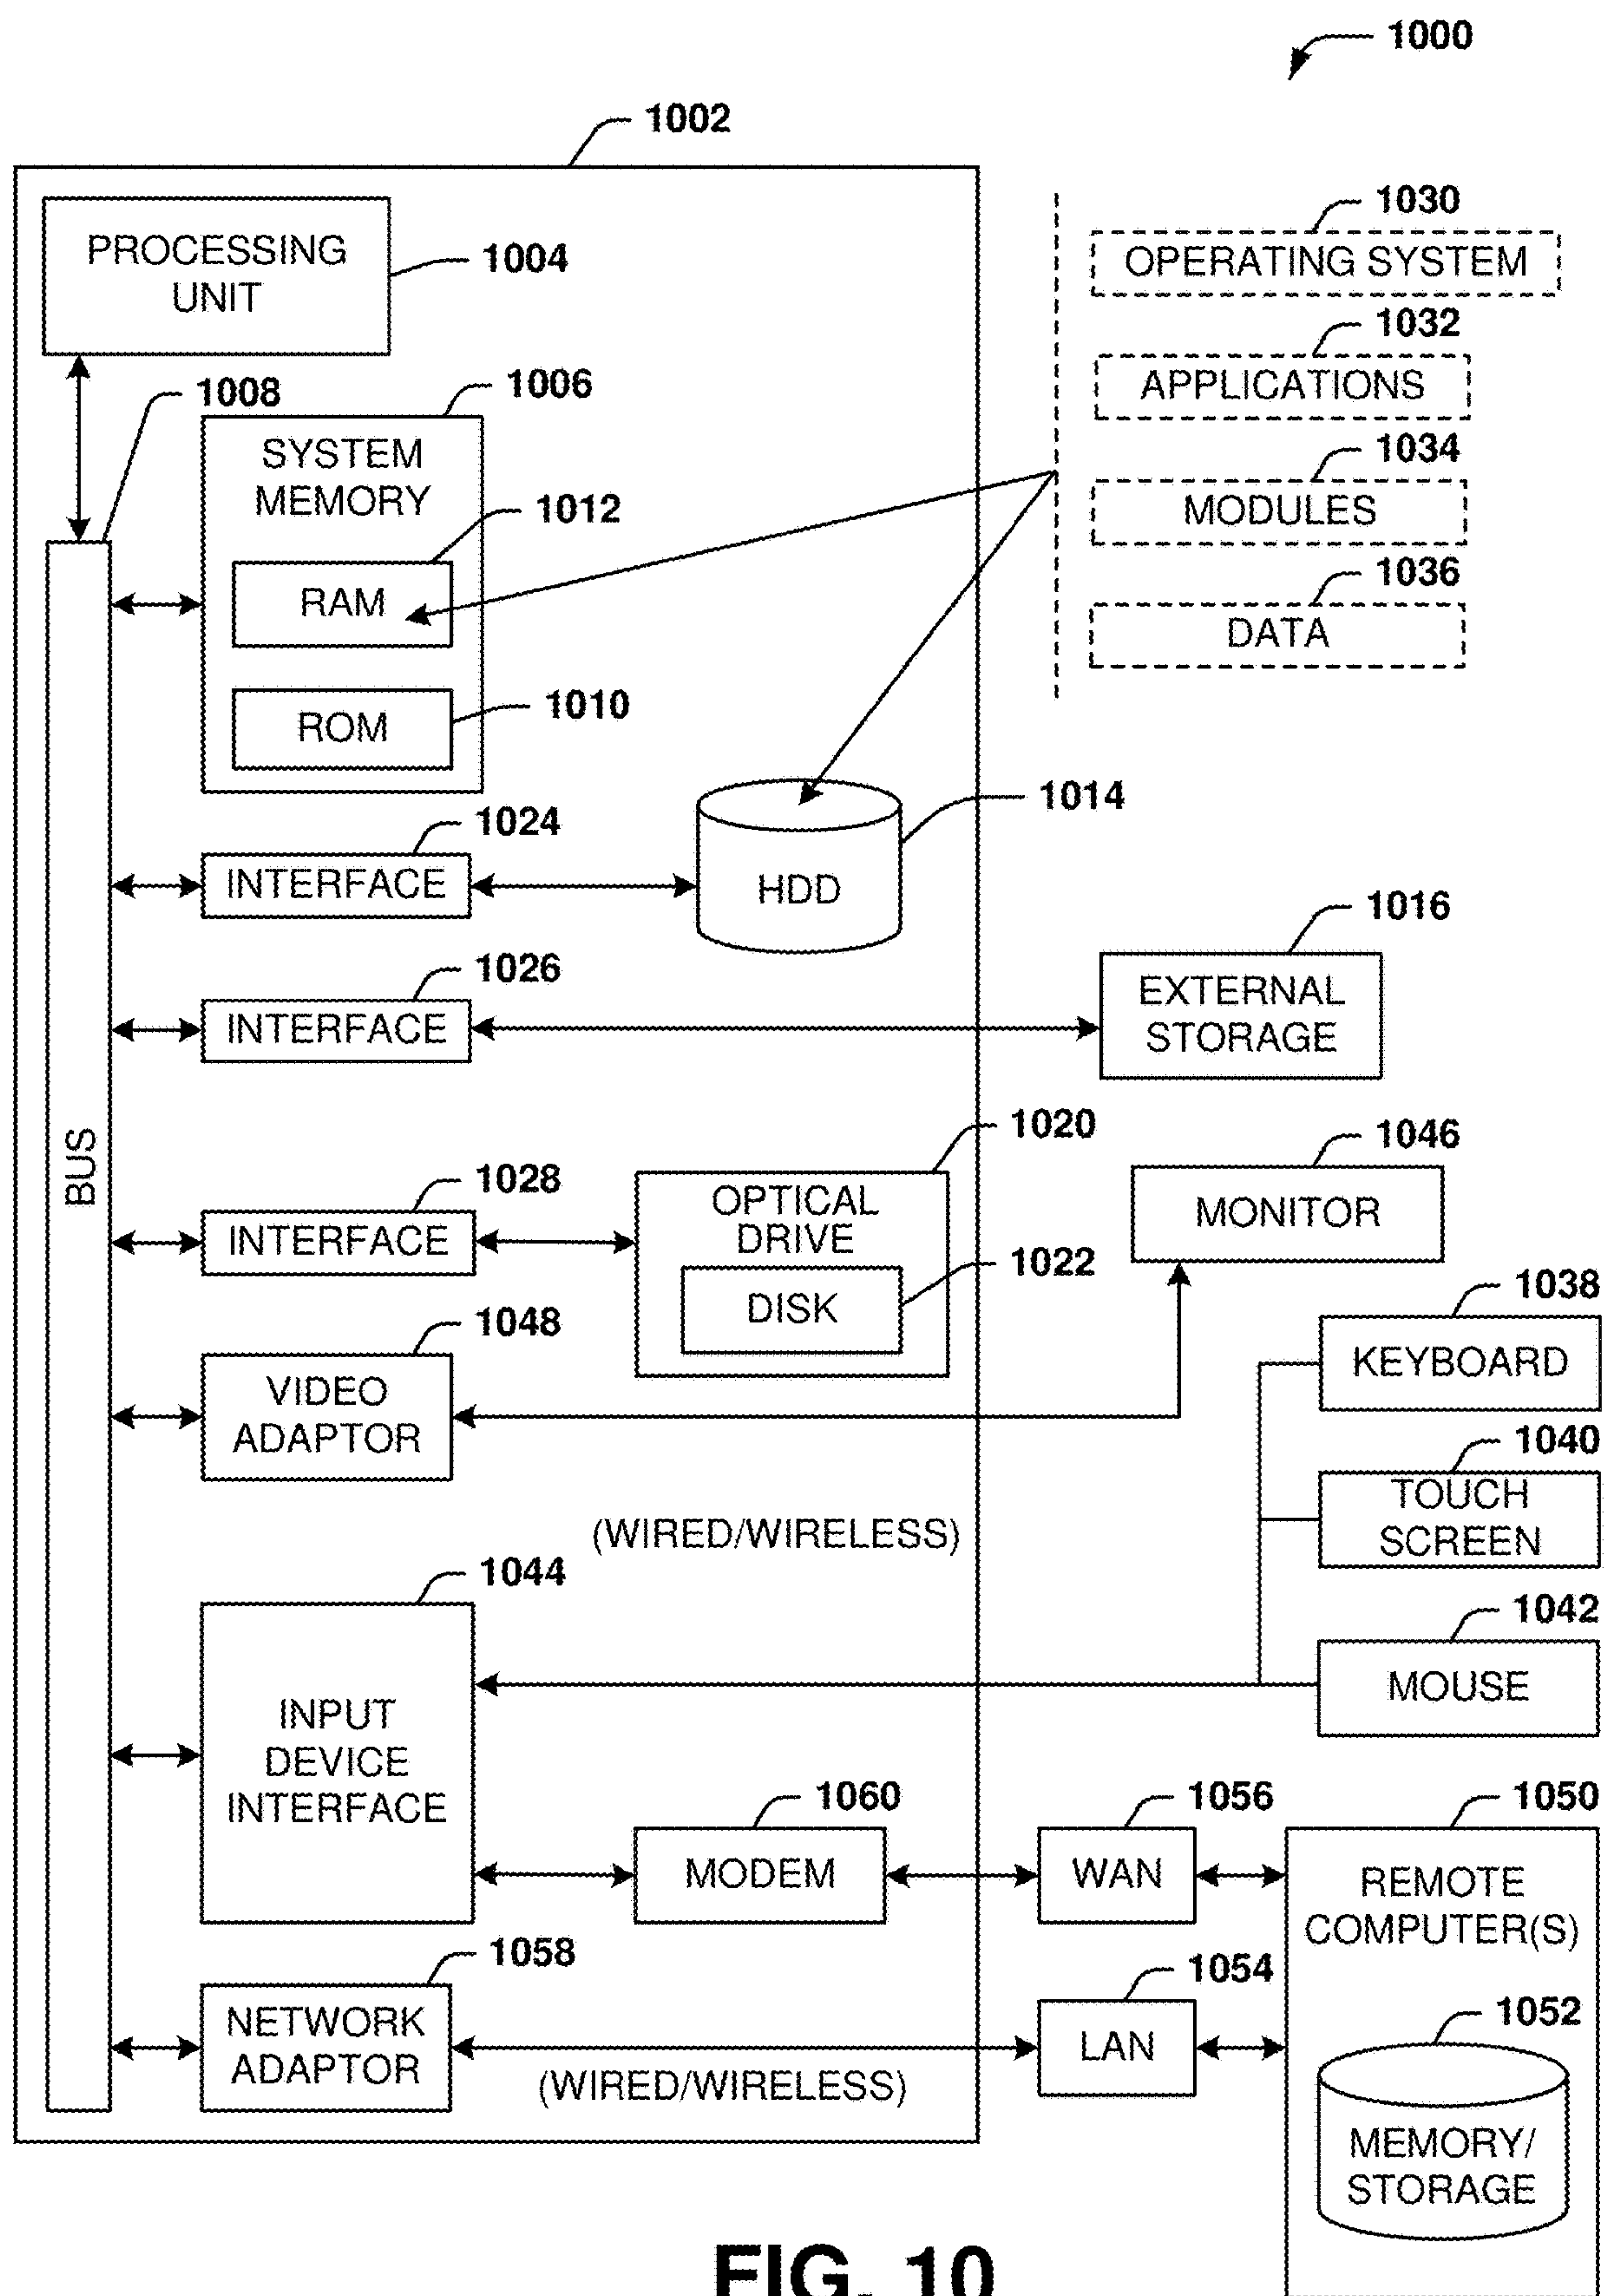 1000
1002
PROCESSING
UNIT
1004
1030
OPERATING SYSTEM
1032
APPLICATIONS
1034
MODULES
1036
DATA
1008
1006
SYSTEM
MEMORY
1012
RAM
1010
ROM
1024
INTERFACE
1014
HDD
1026
INTERFACE
1016
EXTERNAL
STORAGE
BUS
1028
INTERFACE
1020
OPTICAL
DRIVE
1022
DISK
1046
MONITOR
1048
VIDEO
ADAPTOR
1038
KEYBOARD
1040
TOUCH
SCREEN
(WIRED/WIRELESS)
1042
MOUSE
1044
INPUT
DEVICE
INTERFACE
1060
MODEM
1056
WAN
1050
REMOTE
COMPUTER(S)
1058
NETWORK
ADAPTOR
(WIRED/WIRELESS)
1054
LAN
1052
MEMORY/
STORAGE
FIG. 10